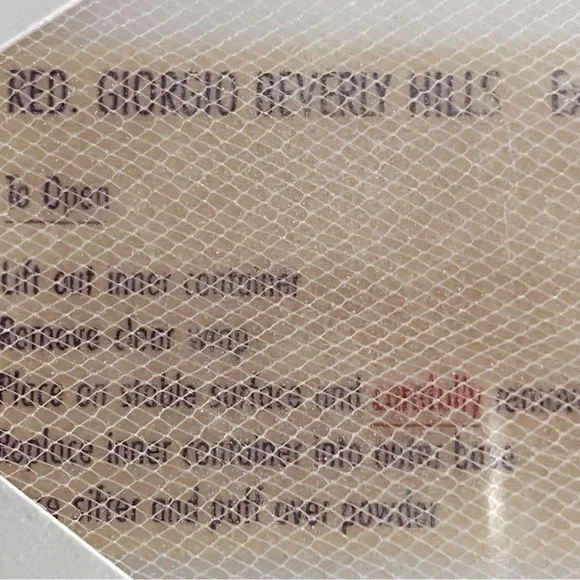 RED. GIORGIO BEVERLY HILLS
To Open
Lift out inner container
Remove clear wrap
Place on stable surface and carefully remove
Replace inner container into outer base
sifter and puff over powder